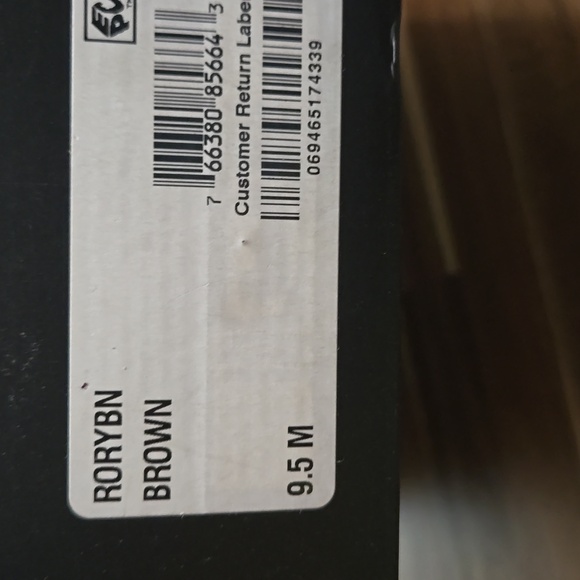 RORYBN
BROWN
9.5 M
7 66380 85664 3
Customer Return Labe
069465174339